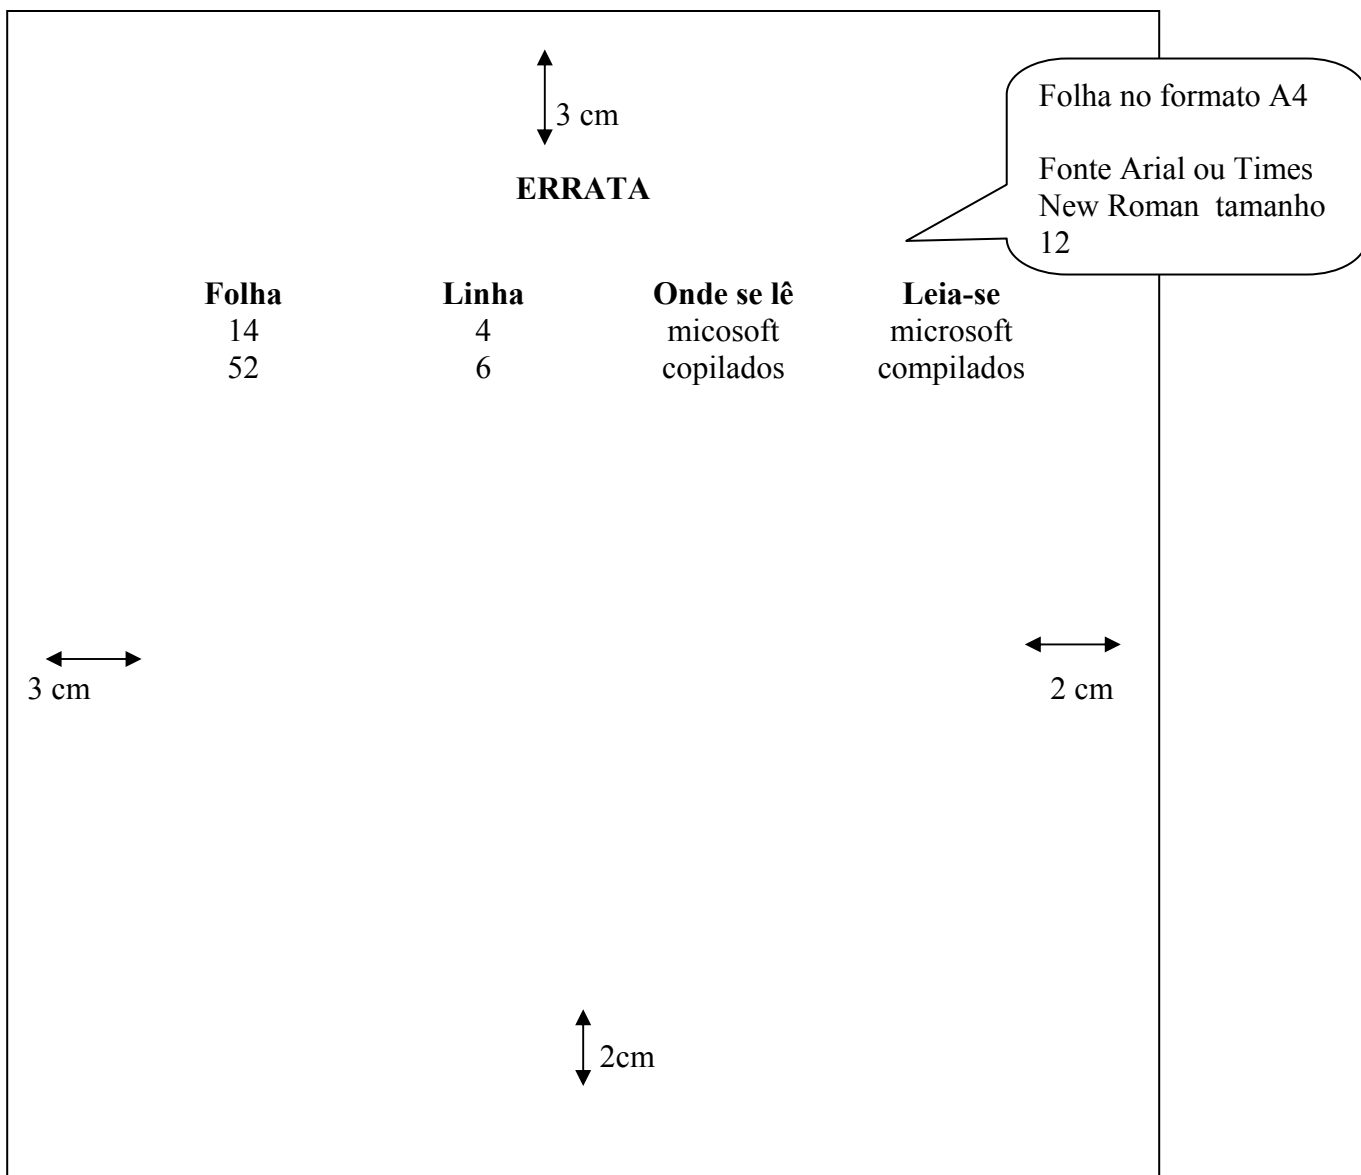 3 cm
Folha no formato A4
Fonte Arial ou Times
New Roman  tamanho
12
ERRATA
Folha Linha Onde se lê Leia-se
14 4 micosoft microsoft
52 6 copilados compilados
3 cm
2 cm
2cm